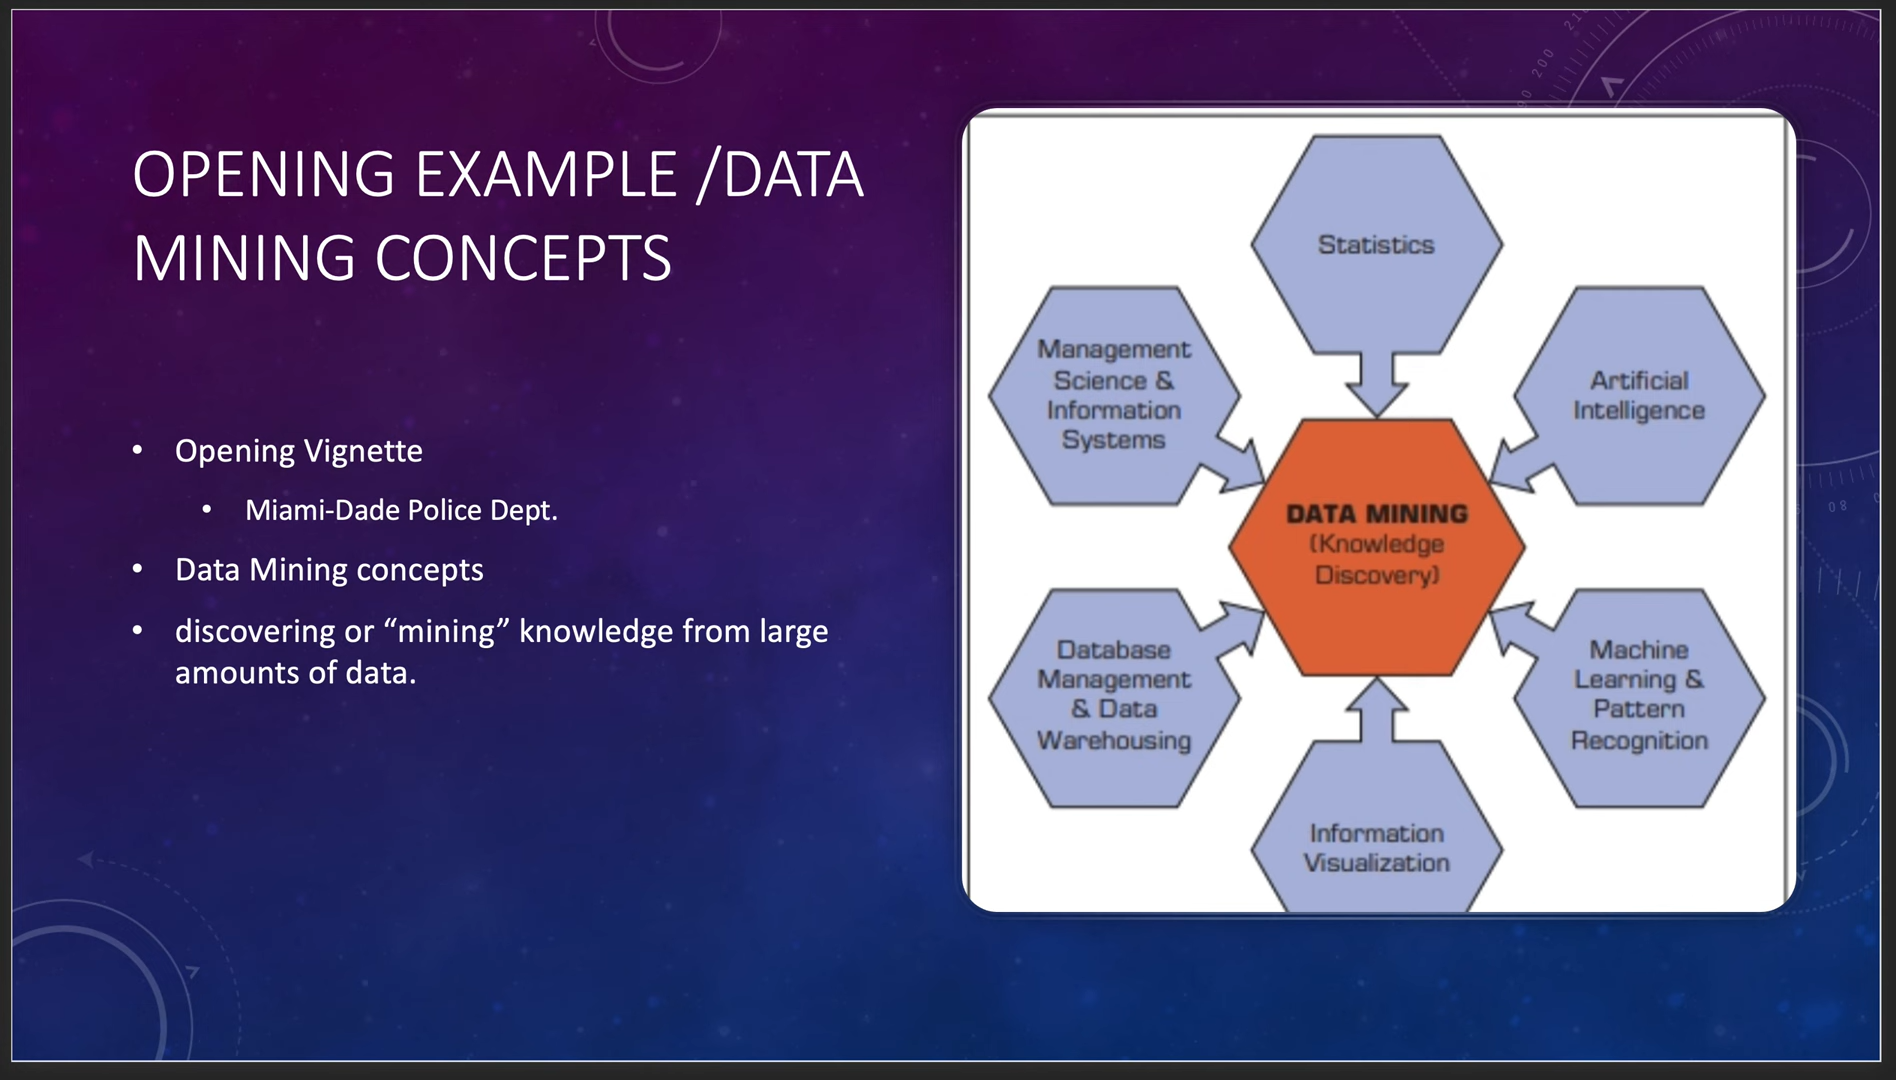 OPENING EXAMPLE /DATA
MINING CONCEPTS
• Opening Vignette
• Miami-Dade Police Dept.
• Data Mining concepts
• discovering or “mining” knowledge from large
amounts of data.
Statistics
Management
Science &
Information
Systems
Artificial
Intelligence
DATA MINING
(Knowledge
Discovery)
Database
Management
& Data
Warehousing
Machine
Learning &
Pattern
Recognition
Information
Visualization
200
80